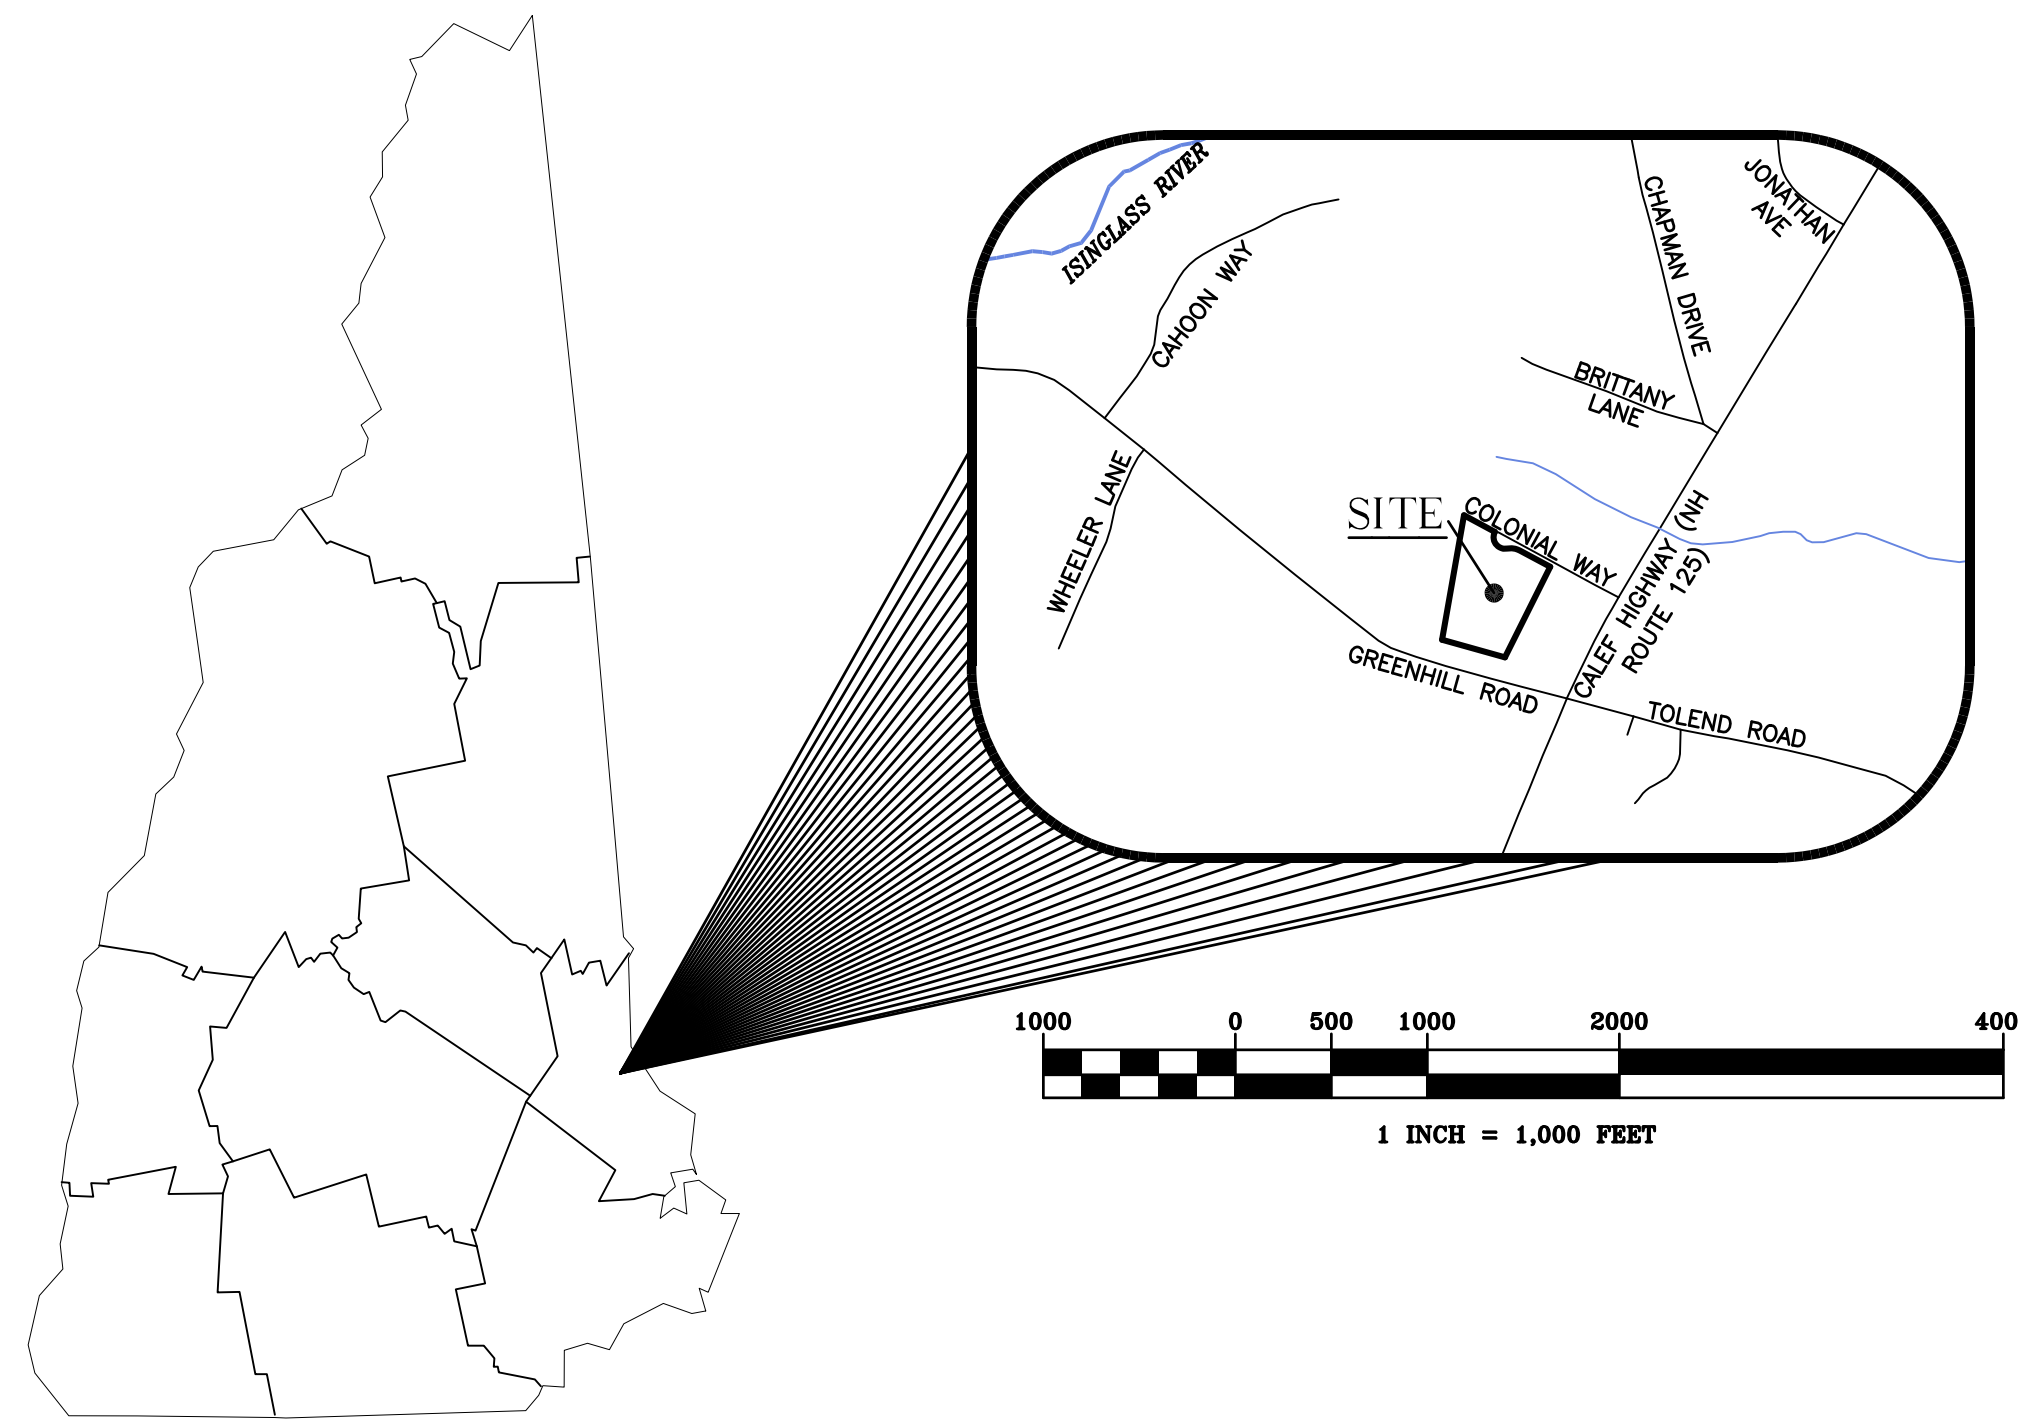 ISINGLASS RIVER
CAHOON WAY
CHAPMAN DRIVE
JONATHAN
AVE
BRITTANY
LANE
WHEELER LANE
SITE
COLONIAL WAY
CALEF HIGHWAY (NH
ROUTE 125)
GREENHILL ROAD
TOLEND ROAD
1000 0 500 1000 2000 400
1 INCH = 1,000 FEET